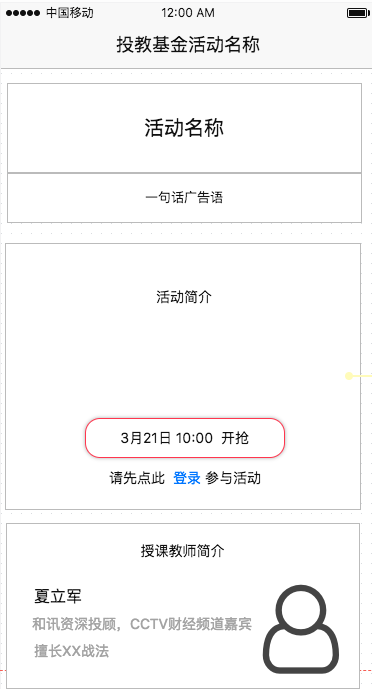 中国移动 12:00 AM
投教基金活动名称
活动名称
一句话广告语
活动简介
3月21日 10:00 开抢
请先点此 登录 参与活动
授课教师简介
夏立军
和讯资深投顾，CCTV财经频道嘉宾
擅长XX战法